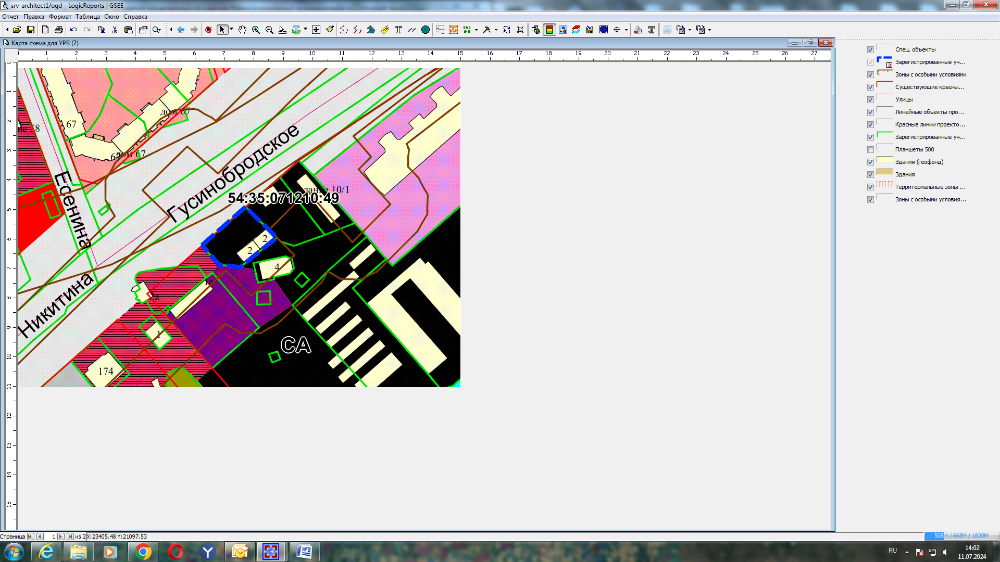 srv-architect1/ogd - LogicReports | GSEE
Отчет Правка Формат Таблица Окно Справка
Карта схема для УРВ (7)
0 1 2 3 4 5 6 7 8 9 10 11 12 13 14 15 16 17 18 19 20 21 22 23 24 25 26 27
0 1 2 3 4 5 6 7 8 9 10 11 12 13 14 15
Спец. объекты
Зарегистрированные уч...
Зоны с особыми условиями
Существующие красны...
Улицы
Линейные объекты про...
Красные линии проекто...
Зарегистрированные уч...
Планшеты 500
Здания (геофонд)
Здания
Территориальные зоны ...
Зоны с особыми условия...
дом 67
67
дом 67
Гусинобродское
Есенина
10/1
54:35:071210:49
2
2
4
Никитина
1
174
СА
Страница 1 из 2 X:23405.48 Y:21097.53
508M / 668M / 1820M
RU
14:02
11.07.2024